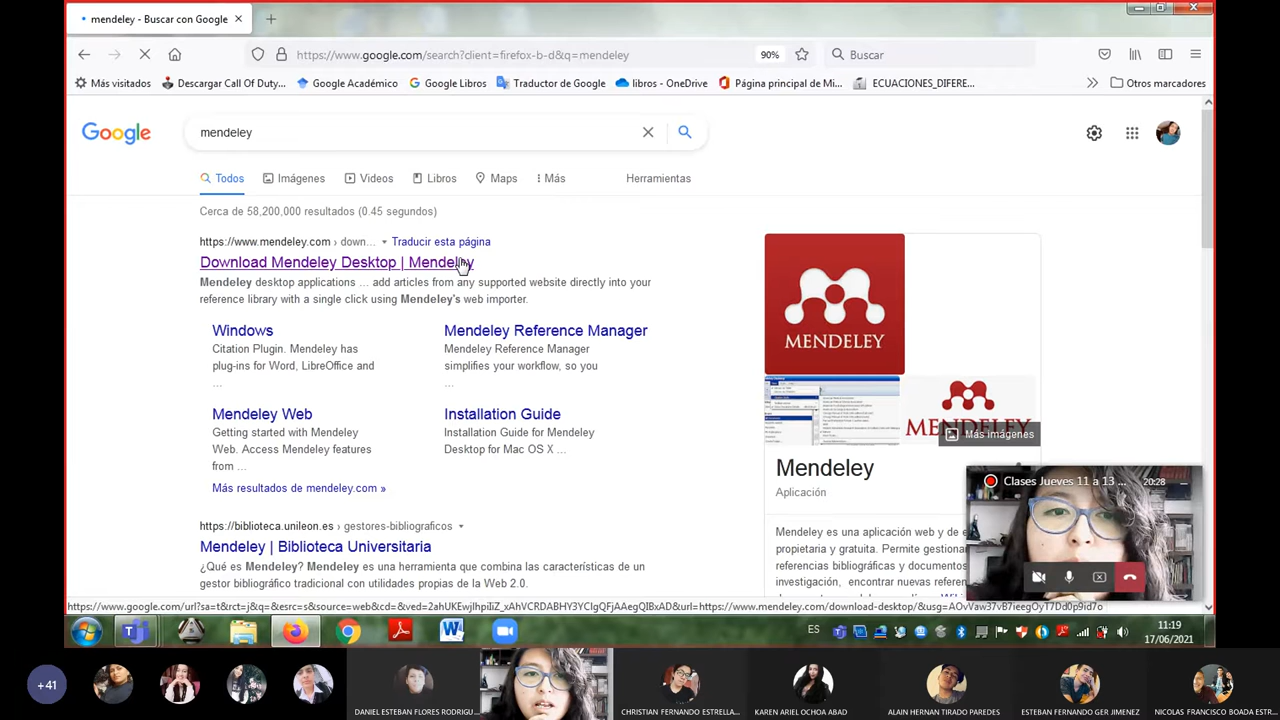 mendeley - Buscar con Google
https://www.google.com/search?client=firefox-b-d&q=mendeley
90%
Buscar
Más visitados
Descargar Call Of Duty...
Google Académico
Google Libros
Traductor de Google
libros - OneDrive
Página principal de Mi...
ECUACIONES_DIFERE...
Otros marcadores
Google
mendeley
Todos
Imágenes
Videos
Libros
Maps
Más
Herramientas
Cerca de 58,200,000 resultados (0.45 segundos)
https://www.mendeley.com › down... Traducir esta página
Download Mendeley Desktop | Mendeley
Mendeley desktop applications ... add articles from any supported website directly into your
reference library with a single click using Mendeley's web importer.
Windows
Citation Plugin. Mendeley has
plug-ins for Word, LibreOffice and
...
Mendeley Reference Manager
Mendeley Reference Manager
simplifies your workflow, so you
...
Mendeley Web
Getting started with Mendeley
Web. Access Mendeley features
from ...
Installation Guide
Installation Guide for Mendeley
Desktop for Mac OS X ...
Más resultados de mendeley.com »
https://biblioteca.unileon.es › gestores-bibliograficos
Mendeley | Biblioteca Universitaria
¿Qué es Mendeley? Mendeley es una herramienta que combina las características de un
gestor bibliográfico tradicional con utilidades propias de la Web 2.0.
MENDELEY
MENDELEY
Más imágenes
Mendeley
Aplicación
Mendeley es una aplicación web y de e
propietaria y gratuita. Permite gestionar
referencias bibliográficas y documentos
investigación, encontrar nuevas referen
Clases Jueves 11 a 13 ...
20:28
ES
11:19
17/06/2021
+41
DANIEL ESTEBAN FLORES RODRIGU...
CHRISTIAN FERNANDO ESTRELLA...
KAREN ARIEL OCHOA ABAD
ALAIN HERNAN TIRADO PAREDES
ESTEBAN FERNANDO GER JIMENEZ
NICOLAS FRANCISCO BOADA ESTR...